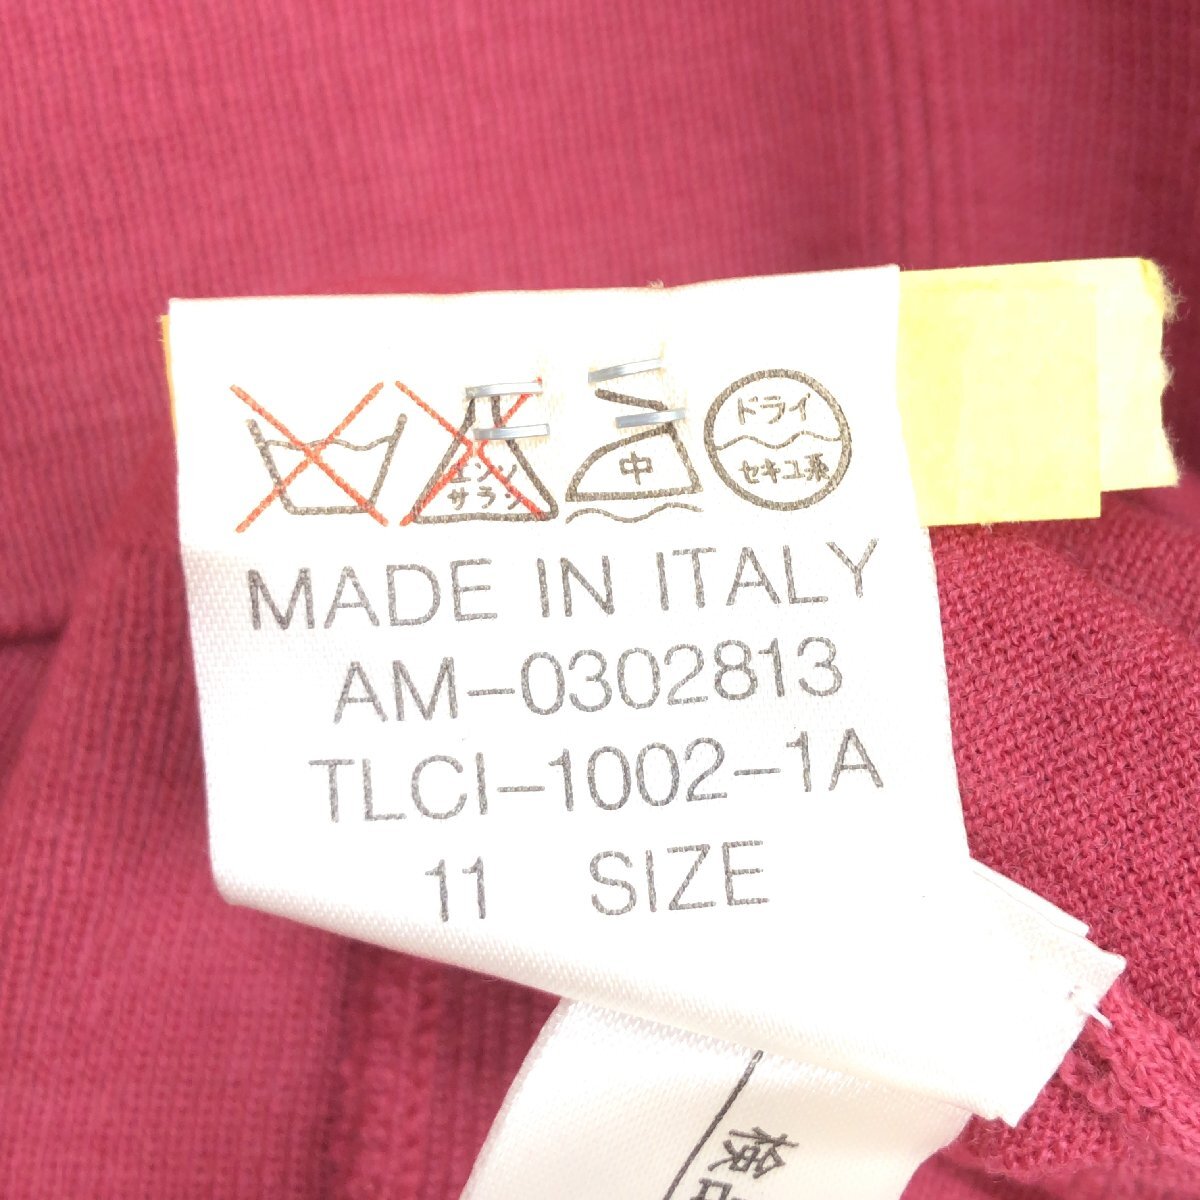 エンソ
サラシ
中
ドライ
セキユ系
MADE IN ITALY
AM-0302813
TLCI-1002-1A
11 SIZE
検